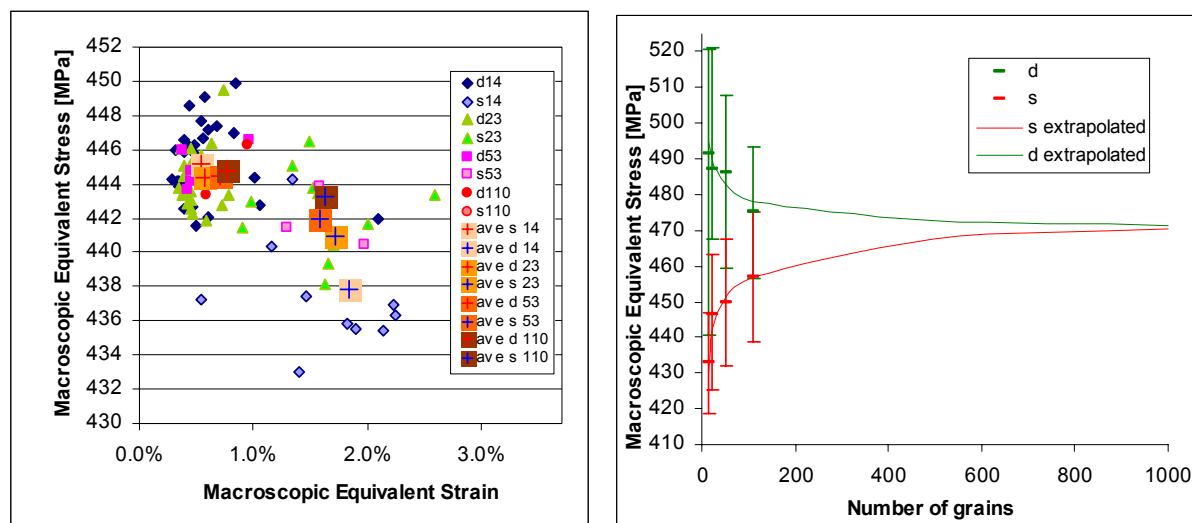 Macroscopic Equivalent Stress [MPa]
452
450
448
446
444
442
440
438
436
434
432
430
0.0%
1.0%
2.0%
3.0%
Macroscopic Equivalent Strain
d14
s14
d23
s23
d53
s53
d110
s110
ave s 14
ave d 14
ave d 23
ave s 23
ave d 53
ave s 53
ave d 110
ave s 110
Macroscopic Equivalent Stress [MPa]
520
510
500
490
480
470
460
450
440
430
420
410
0
200
400
600
800
1000
Number of grains
d
s
s extrapolated
d extrapolated